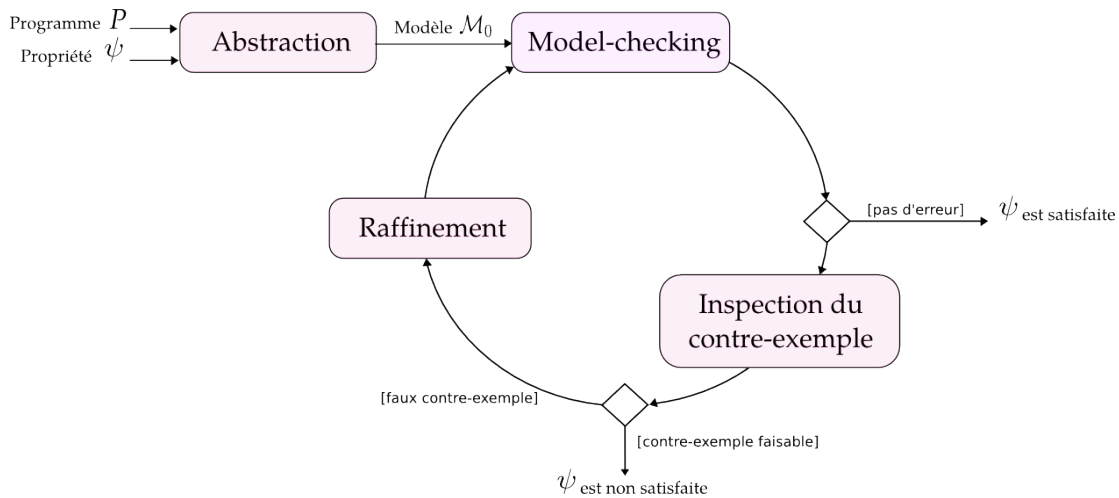 Programme P
Propriété ψ
Abstraction
Modèle ℳ₀
Model-checking
[pas d'erreur]
ψ est satisfaite
Raffinement
Inspection du
contre-exemple
[faux contre-exemple]
[contre-exemple faisable]
ψ est non satisfaite